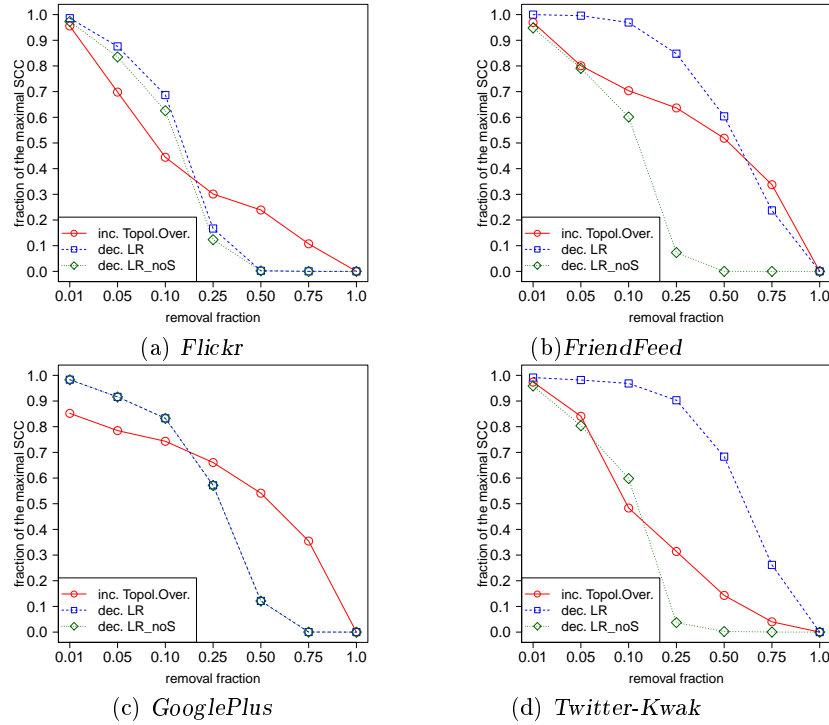 fraction of the maximal SCC
1.0
0.9
0.8
0.7
0.6
0.5
0.4
0.3
0.2
0.1
0.0
inc. Topol.Over.
dec. LR
dec. LR_noS
0.01 0.05 0.10 0.25 0.50 0.75 1.0
removal fraction
(a) Flickr
fraction of the maximal SCC
1.0
0.9
0.8
0.7
0.6
0.5
0.4
0.3
0.2
0.1
0.0
inc. Topol.Over.
dec. LR
dec. LR_noS
0.01 0.05 0.10 0.25 0.50 0.75 1.0
removal fraction
(b)FriendFeed
fraction of the maximal SCC
1.0
0.9
0.8
0.7
0.6
0.5
0.4
0.3
0.2
0.1
0.0
inc. Topol.Over.
dec. LR
dec. LR_noS
0.01 0.05 0.10 0.25 0.50 0.75 1.0
removal fraction
(c) GooglePlus
fraction of the maximal SCC
1.0
0.9
0.8
0.7
0.6
0.5
0.4
0.3
0.2
0.1
0.0
inc. Topol.Over.
dec. LR
dec. LR_noS
0.01 0.05 0.10 0.25 0.50 0.75 1.0
removal fraction
(d) Twitter-Kwak